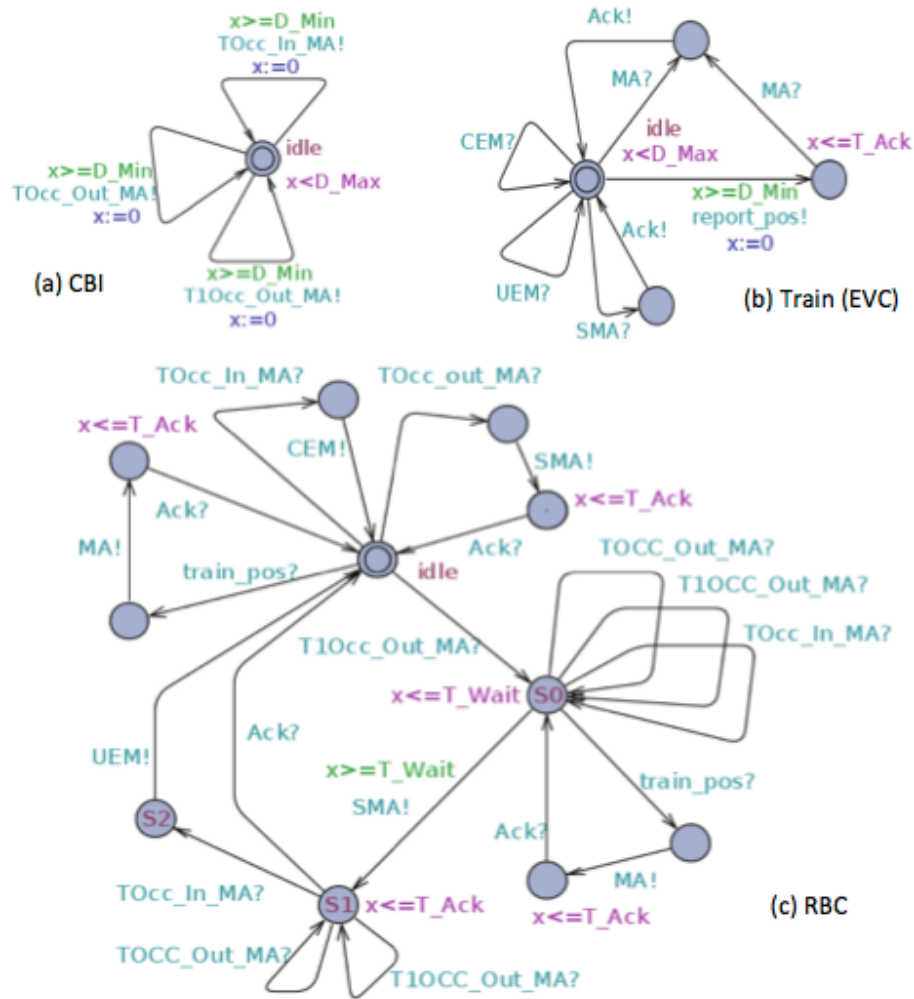 x>=D_Min
TOcc_In_MA!
x:=0
idle
x<D_Max
x>=D_Min
TOcc_Out_MA!
x:=0
x>=D_Min
T1Occ_Out_MA!
x:=0
(a) CBI
Ack!
MA?
MA?
CEM?
idle
x<D_Max
x<=T_Ack
x>=D_Min
report_pos!
x:=0
Ack!
UEM?
SMA?
(b) Train (EVC)
TOcc_In_MA?
TOcc_out_MA?
x<=T_Ack
CEM!
SMA!
x<=T_Ack
Ack?
Ack?
MA!
train_pos?
idle
TOCC_Out_MA?
T1OCC_Out_MA?
TOcc_In_MA?
T1Occ_Out_MA?
x<=T_Wait
S0
Ack?
UEM!
x>=T_Wait
SMA!
train_pos?
S2
Ack?
MA!
TOcc_In_MA?
S1
x<=T_Ack
x<=T_Ack
(c) RBC
TOCC_Out_MA?
T1OCC_Out_MA?